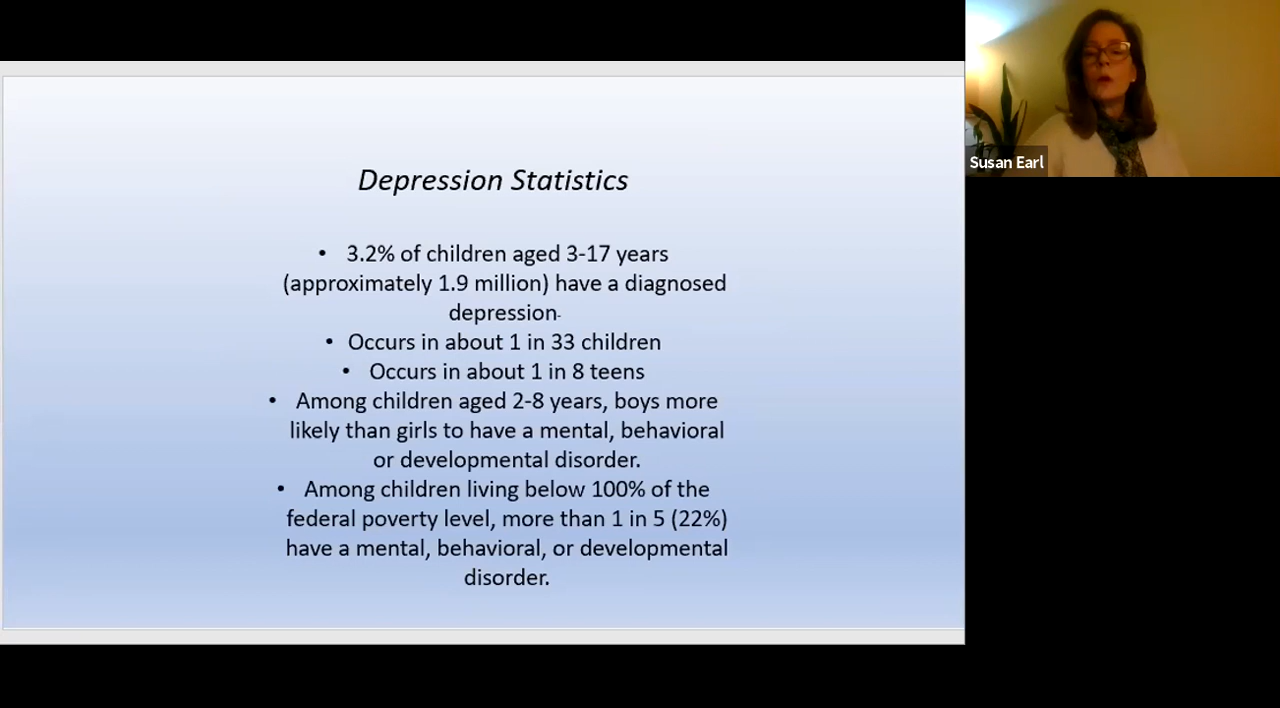 Depression Statistics
• 3.2% of children aged 3-17 years
(approximately 1.9 million) have a diagnosed
depression-
• Occurs in about 1 in 33 children
• Occurs in about 1 in 8 teens
• Among children aged 2-8 years, boys more
likely than girls to have a mental, behavioral
or developmental disorder.
• Among children living below 100% of the
federal poverty level, more than 1 in 5 (22%)
have a mental, behavioral, or developmental
disorder.
Susan Earl